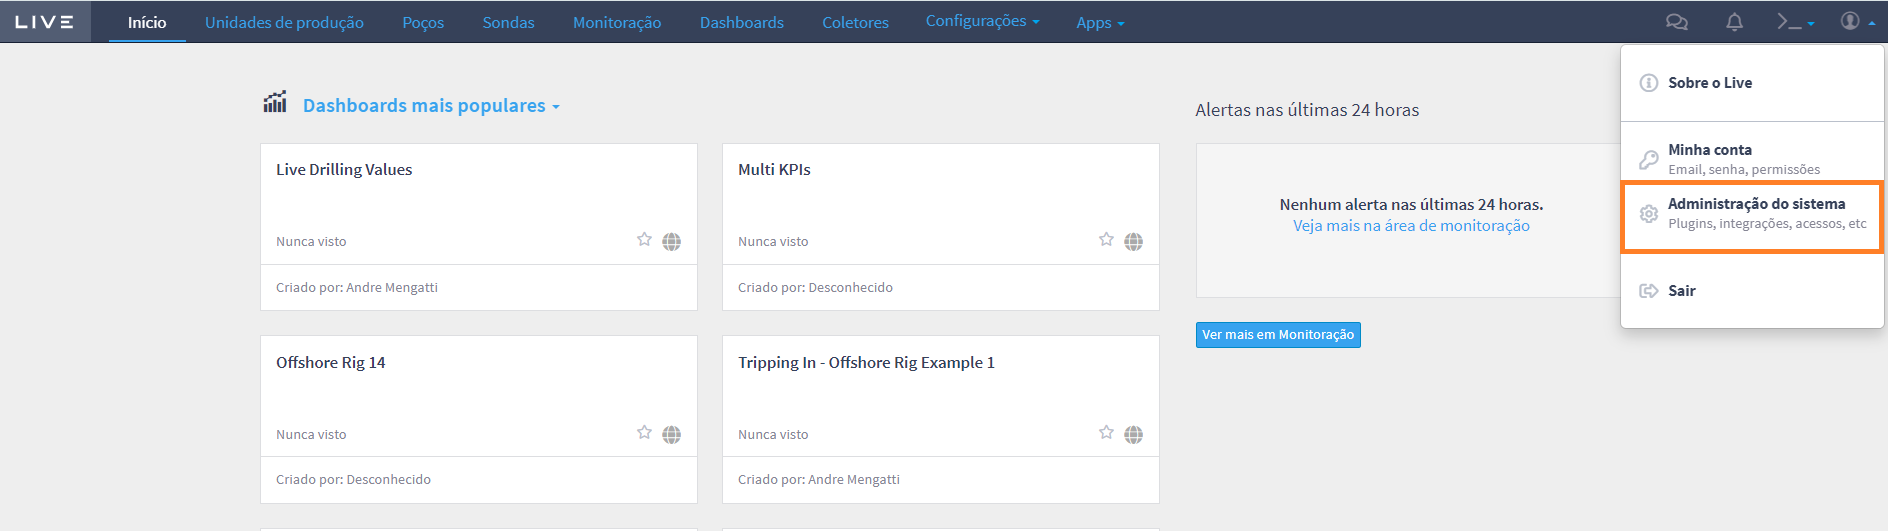 LIVE Início Unidades de produção Poços Sondas Monitoração Dashboards Coletores Configurações Apps
Dashboards mais populares
Live Drilling Values
Nunca visto
Criado por: Andre Mengatti
Multi KPIs
Nunca visto
Criado por: Desconhecido
Offshore Rig 14
Nunca visto
Criado por: Desconhecido
Tripping In - Offshore Rig Example 1
Nunca visto
Criado por: Andre Mengatti
Alertas nas últimas 24 horas
Nenhum alerta nas últimas 24 horas.
Veja mais na área de monitoração
Ver mais em Monitoração
Sobre o Live
Minha conta
Email, senha, permissões
Administração do sistema
Plugins, integrações, acessos, etc
Sair